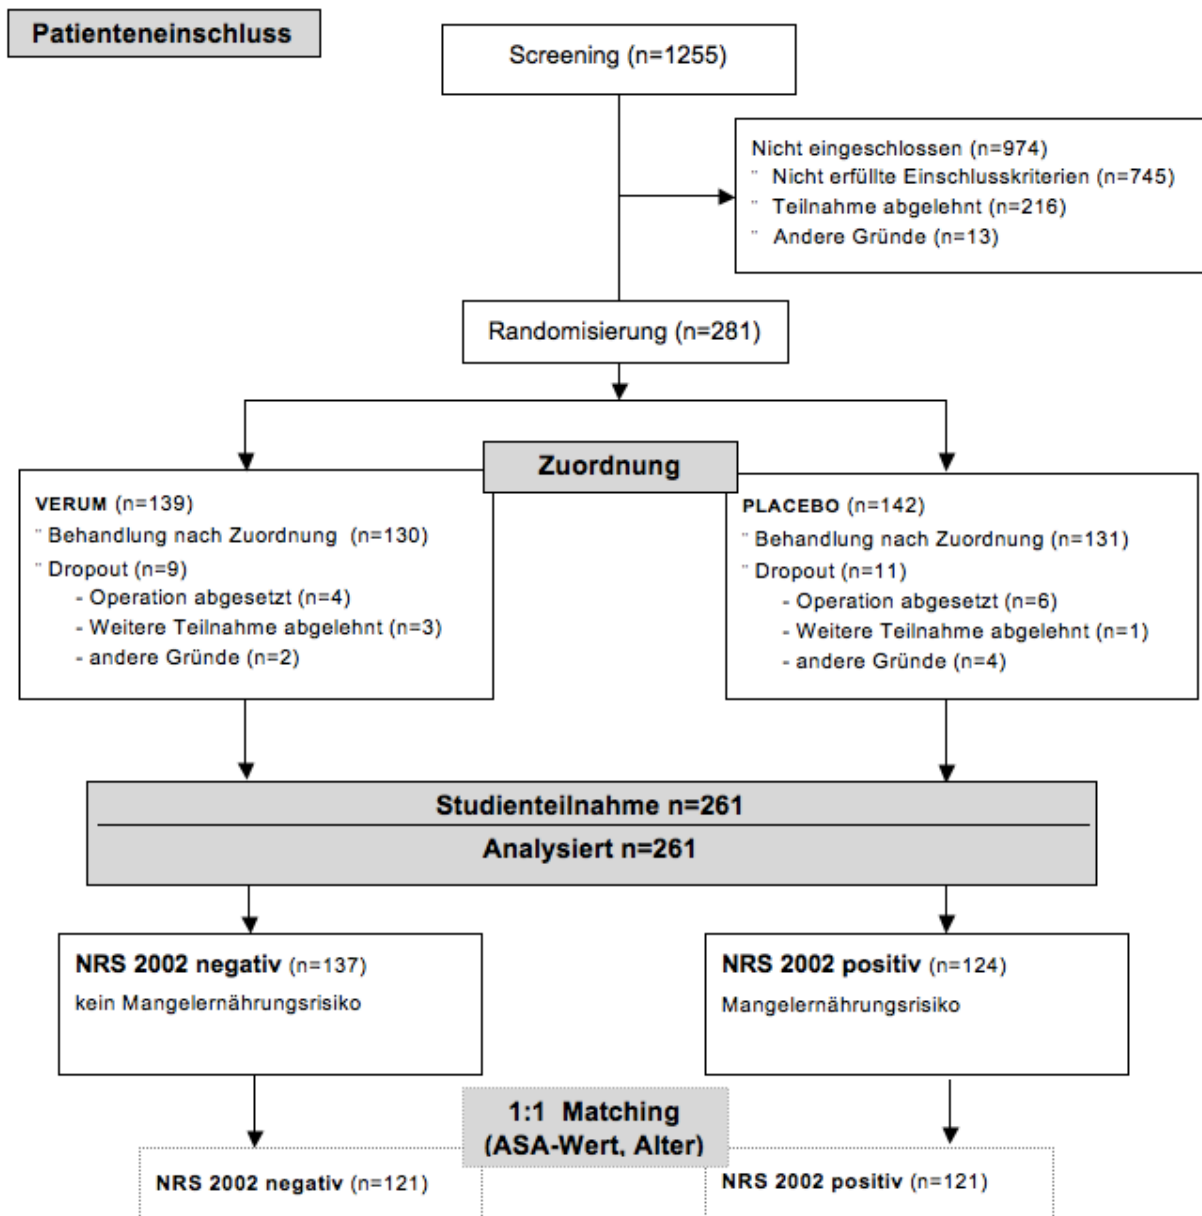 Patienteneinschluss
Screening (n=1255)
Nicht eingeschlossen (n=974)
¨ Nicht erfüllte Einschlusskriterien (n=745)
¨ Teilnahme abgelehnt (n=216)
¨ Andere Gründe (n=13)
Randomisierung (n=281)
Zuordnung
VERUM (n=139)
¨ Behandlung nach Zuordnung (n=130)
¨ Dropout (n=9)
- Operation abgesetzt (n=4)
- Weitere Teilnahme abgelehnt (n=3)
- andere Gründe (n=2)
PLACEBO (n=142)
¨ Behandlung nach Zuordnung (n=131)
¨ Dropout (n=11)
- Operation abgesetzt (n=6)
- Weitere Teilnahme abgelehnt (n=1)
- andere Gründe (n=4)
Studienteilnahme n=261
Analysiert n=261
NRS 2002 negativ (n=137)
kein Mangelernährungsrisiko
NRS 2002 positiv (n=124)
Mangelernährungsrisiko
1:1 Matching
(ASA-Wert, Alter)
NRS 2002 negativ (n=121)
NRS 2002 positiv (n=121)